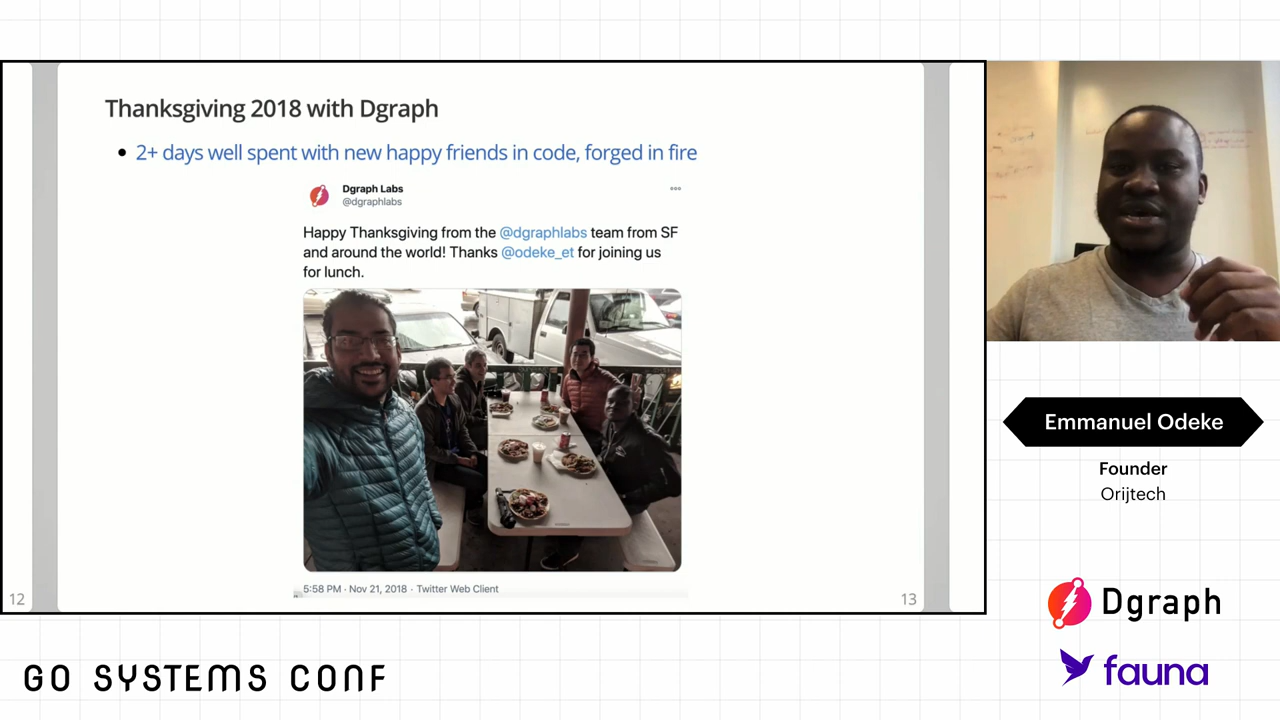 Thanksgiving 2018 with Dgraph
• 2+ days well spent with new happy friends in code, forged in fire
Dgraph Labs
@dgraphlabs
Happy Thanksgiving from the @dgraphlabs team from SF
and around the world! Thanks @odeke_et for joining us
for lunch.
5:58 PM · Nov 21, 2018 · Twitter Web Client
12
13
Emmanuel Odeke
Founder
Orijtech
Dgraph
fauna
GO SYSTEMS CONF